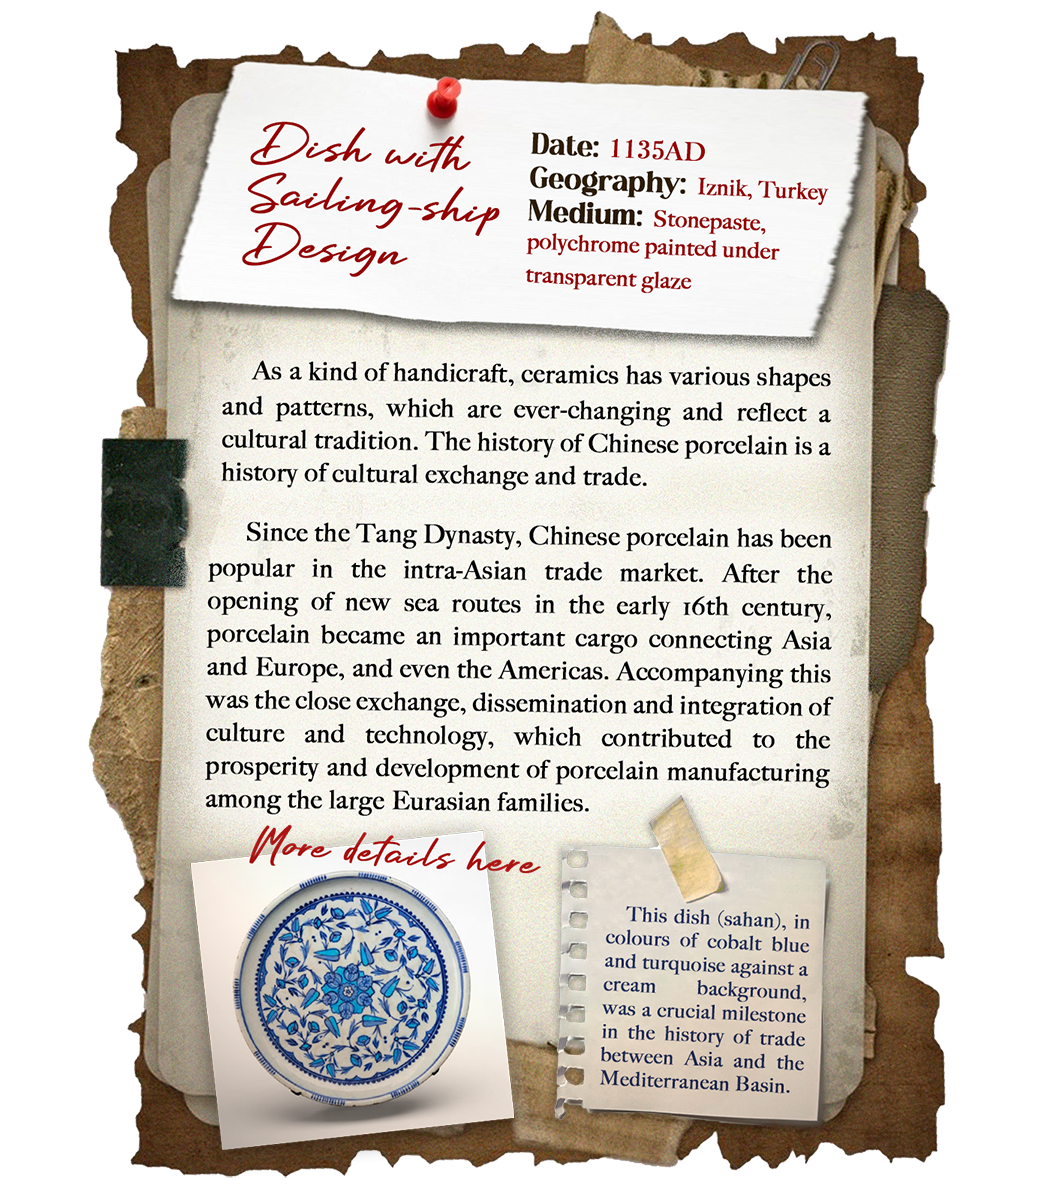 Dish with
Sailing-ship
Design
Date: 1135AD
Geography: Iznik, Turkey
Medium: Stonepaste,
polychrome painted under
transparent glaze
As a kind of handicraft, ceramics has various shapes
and patterns, which are ever-changing and reflect a
cultural tradition. The history of Chinese porcelain is a
history of cultural exchange and trade.
Since the Tang Dynasty, Chinese porcelain has been
popular in the intra-Asian trade market. After the
opening of new sea routes in the early 16th century,
porcelain became an important cargo connecting Asia
and Europe, and even the Americas. Accompanying this
was the close exchange, dissemination and integration of
culture and technology, which contributed to the
prosperity and development of porcelain manufacturing
among the large Eurasian families.
More details here
This dish (sahan), in
colours of cobalt blue
and turquoise against a
cream background,
was a crucial milestone
in the history of trade
between Asia and the
Mediterranean Basin.